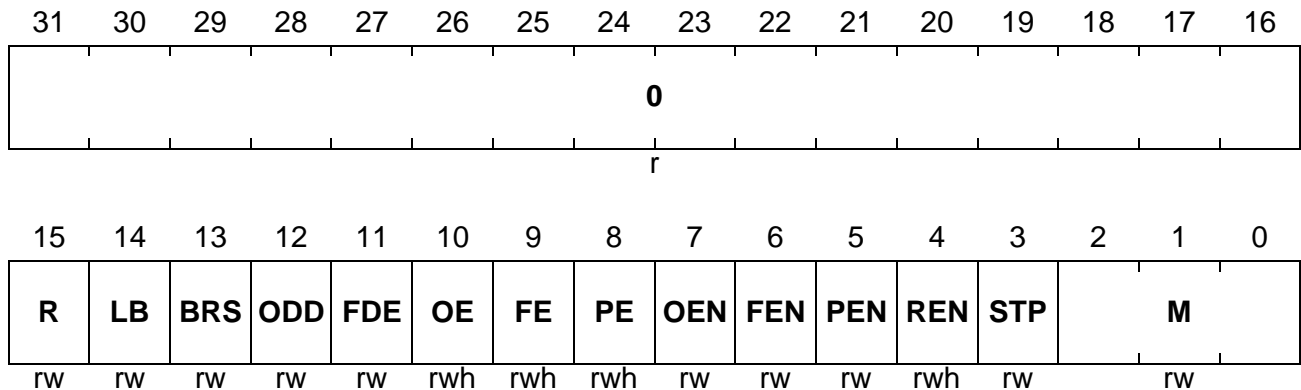 31 30 29 28 27 26 25 24 23 22 21 20 19 18 17 16
0
r
15 14 13 12 11 10 9 8 7 6 5 4 3 2 1 0
R LB BRS ODD FDE OE FE PE OEN FEN PEN REN STP M
rw rw rw rw rw rwh rwh rwh rw rw rw rwh rw rw